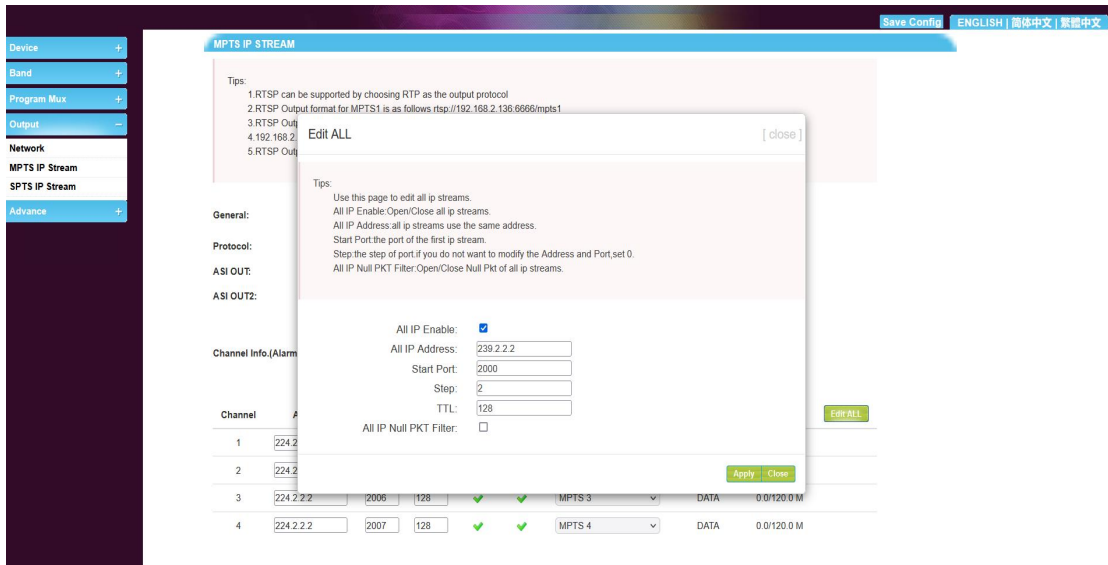 Save Config
ENGLISH | 简体中文 | 繁體中文
Device +
Band +
Program Mux +
Output −
Network
MPTS IP Stream
SPTS IP Stream
Advance +
MPTS IP STREAM
Tips:
1.RTSP can be supported by choosing RTP as the output protocol
2.RTSP Output format for MPTS1 is as follows rtsp://192.168.2.136:6666/mpts1
3.RTSP
4.192.168.2.
5.RTSP
General:
Protocol:
ASI OUT:
ASI OUT2:
Channel Info.(Alarm
Edit ALL
[ close ]
Tips:
Use this page to edit all ip streams.
All IP Enable:Open/Close all ip streams.
All IP Address:all ip streams use the same address.
Start Port:the port of the first ip stream.
Step:the step of port.if you do not want to modify the Address and Port,set 0.
All IP Null PKT Filter:Open/Close Null Pkt of all ip streams.
All IP Enable:
All IP Address: 239.2.2.2
Start Port: 2000
Step: 2
TTL: 128
All IP Null PKT Filter:
Apply Close
Channel
Edit ALL
1 224.2
2 224.2
3 224.2.2.2 2006 128 MPTS 3 DATA 0.0/120.0 M
4 224.2.2.2 2007 128 MPTS 4 DATA 0.0/120.0 M